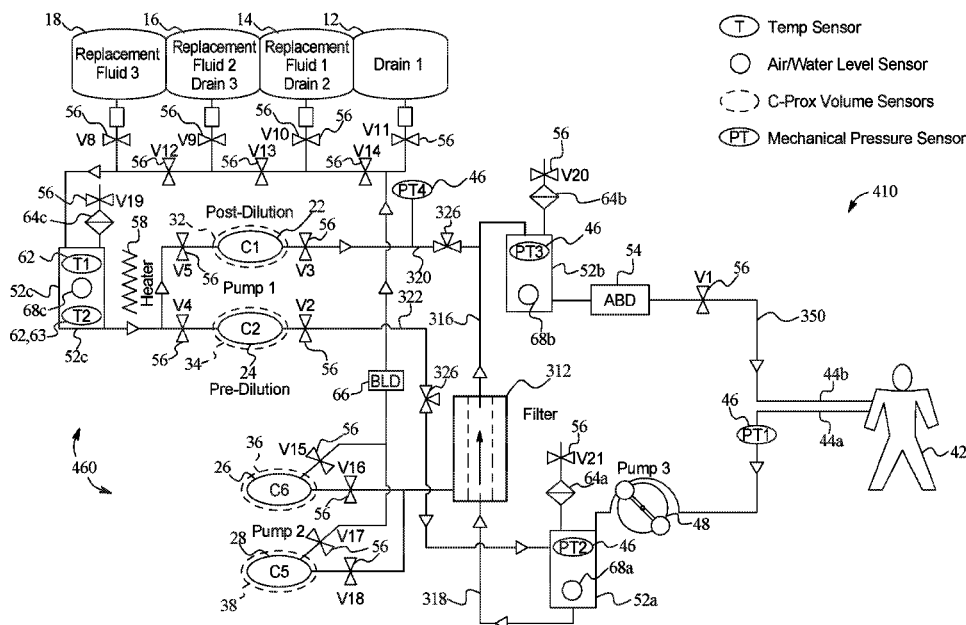 18
16
14
12
Replacement
Fluid 3
Replacement
Fluid 2
Drain 3
Replacement
Fluid 1
Drain 2
Drain 1
T Temp Sensor
Air/Water Level Sensor
C-Prox Volume Sensors
PT Mechanical Pressure Sensor
56
56
56
56
V8
V9
V10
V11
56
V12
V13
V14
56
56
56
56
V19
64c
58
Post-Dilution
32
22
56
PT4
46
326
56
V20
64b
410
62
T1
52c
68c
T2
62,63
52c
Heater
V5
56
C1
V3
320
PT3
46
52b
54
ABD
V1
56
Pump 1
V4
56
C2
V2
56
322
34
24
Pre-Dilution
316
68b
350
66
BLD
326
312
Filter
44b
46
PT1
44a
42
460
36
V15
56
26
C6
V16
56
56
V21
64a
Pump 3
48
Pump 2
28
V17
56
56
C5
V18
38
318
PT2
46
68a
52a